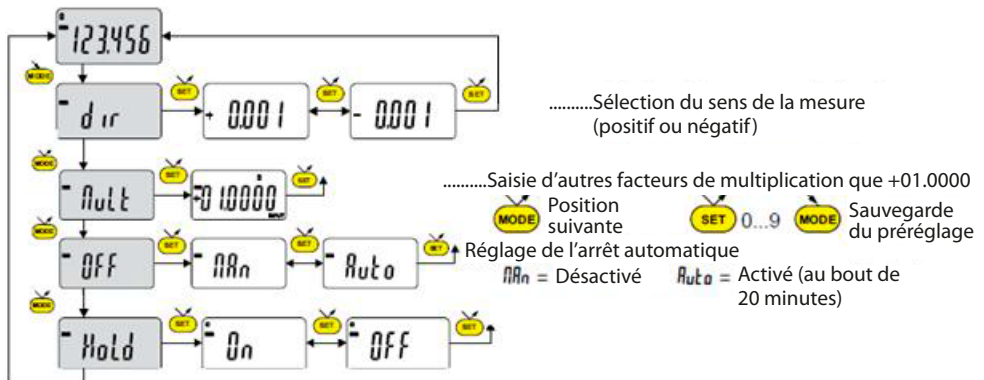 123.456
MODE
SET SET SET
dir + 0.001 - 0.001 ..........Sélection du sens de la mesure
(positif ou négatif)
MODE SET SET
Mult +01.0000 ..........Saisie d'autres facteurs de multiplication que +01.0000
MODE Position suivante SET 0...9 MODE Sauvegarde du préréglage
MODE SET SET SET
OFF MAn Auto Réglage de l'arrêt automatique
MAn = Désactivé Auto = Activé (au bout de
20 minutes)
MODE SET SET SET
Hold On OFF